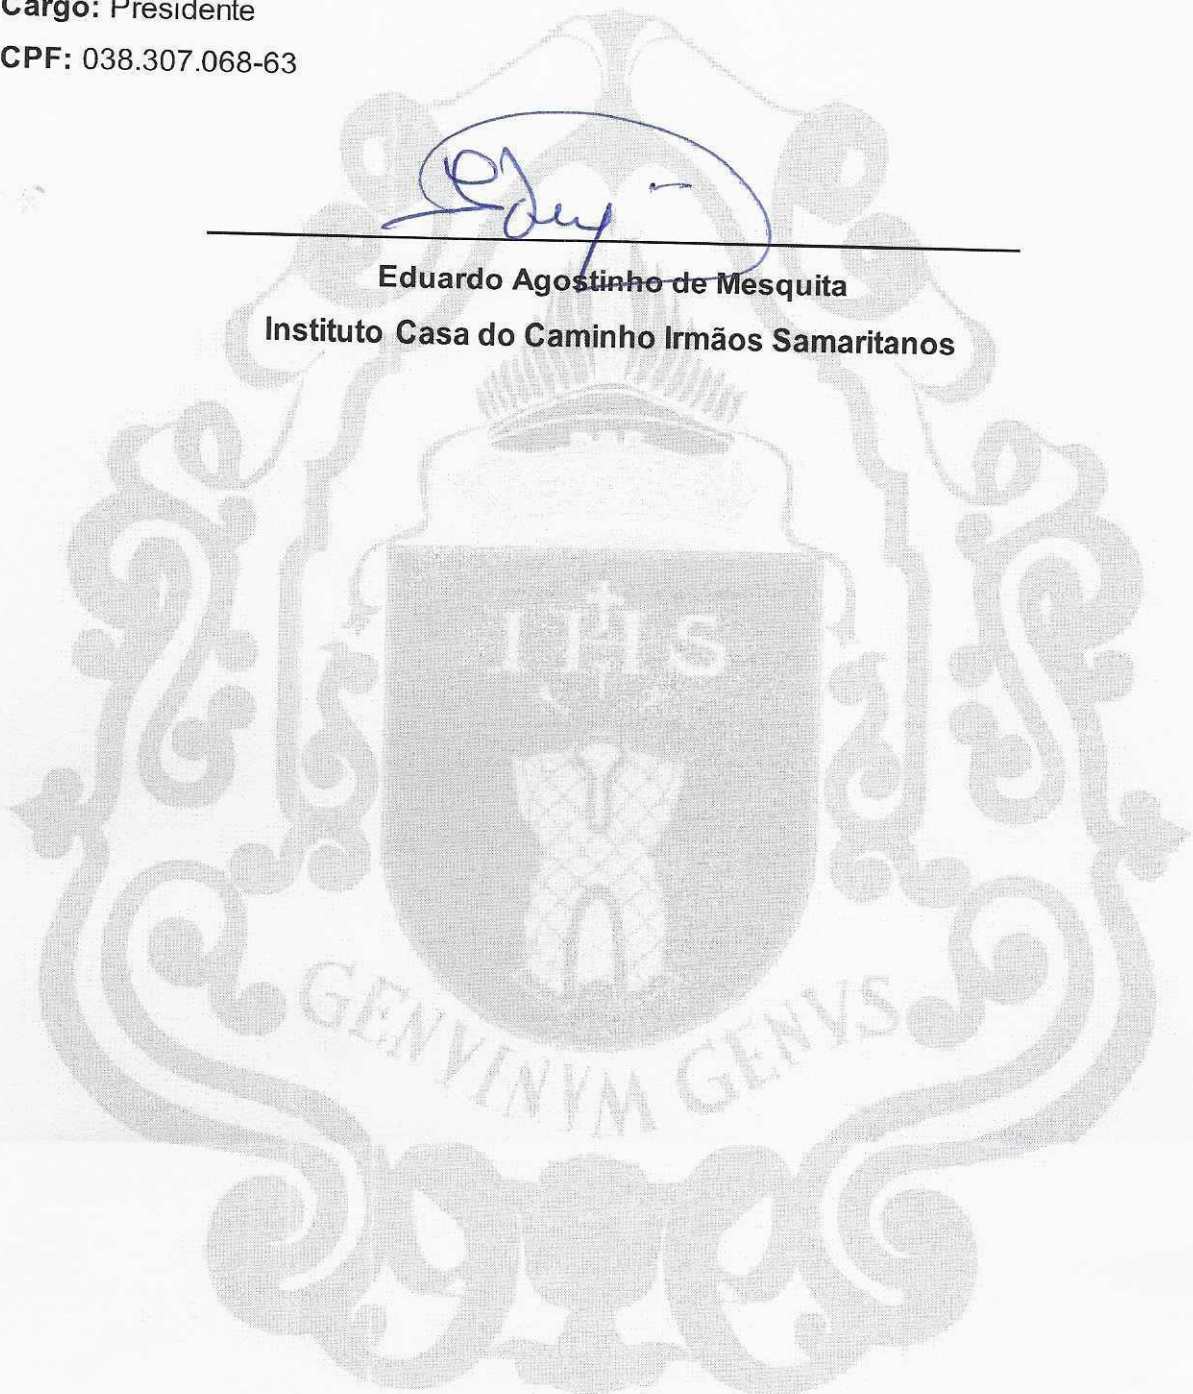 Cargo: Presidente
CPF: 038.307.068-63
Eduardo Agostinho de Mesquita
Instituto Casa do Caminho Irmãos Samaritanos
IHS
GENVINVM GENVS